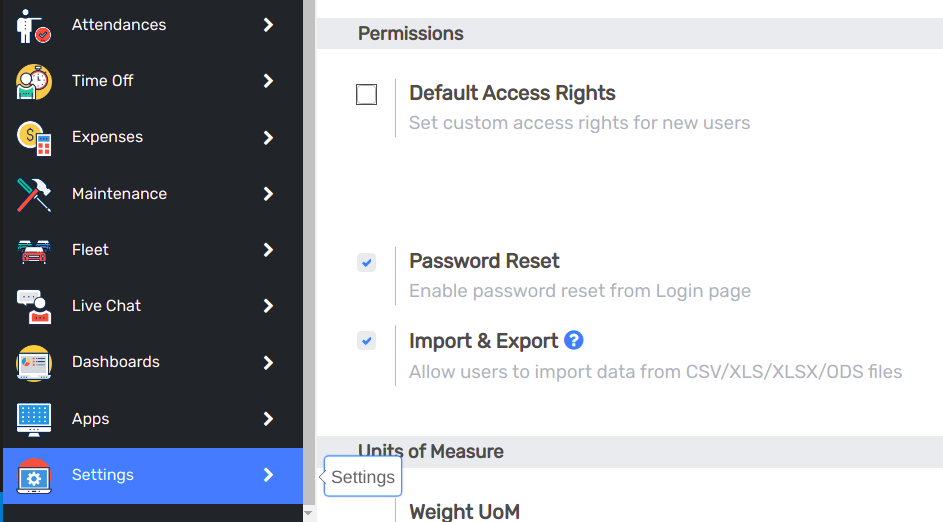 Attendances
Time Off
Expenses
Maintenance
Fleet
Live Chat
Dashboards
Apps
Settings
Settings
Permissions
Default Access Rights
Set custom access rights for new users
Password Reset
Enable password reset from Login page
Import & Export ?
Allow users to import data from CSV/XLS/XLSX/ODS files
Units of Measure
Weight UoM